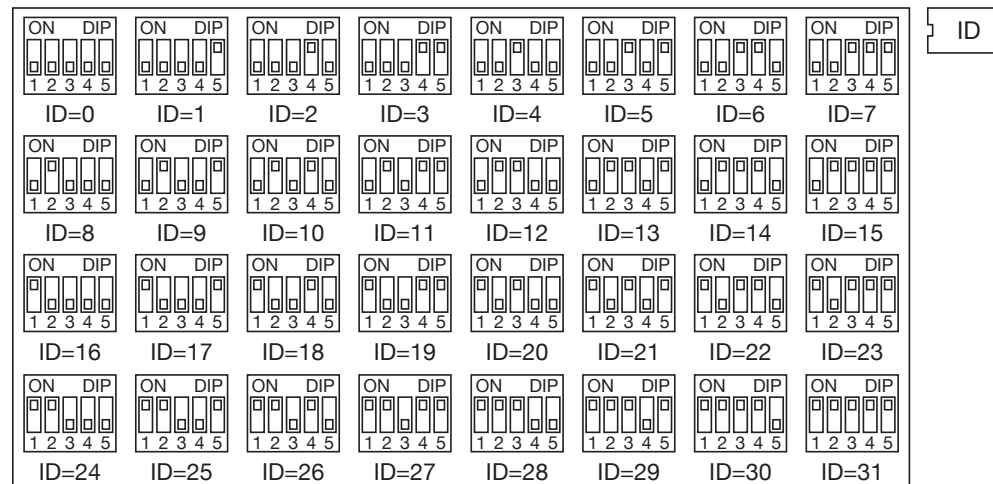 ON DIP ON DIP ON DIP ON DIP ON DIP ON DIP ON DIP ON DIP ID
1 2 3 4 5 1 2 3 4 5 1 2 3 4 5 1 2 3 4 5 1 2 3 4 5 1 2 3 4 5 1 2 3 4 5 1 2 3 4 5
ID=0 ID=1 ID=2 ID=3 ID=4 ID=5 ID=6 ID=7
ON DIP ON DIP ON DIP ON DIP ON DIP ON DIP ON DIP ON DIP
1 2 3 4 5 1 2 3 4 5 1 2 3 4 5 1 2 3 4 5 1 2 3 4 5 1 2 3 4 5 1 2 3 4 5 1 2 3 4 5
ID=8 ID=9 ID=10 ID=11 ID=12 ID=13 ID=14 ID=15
ON DIP ON DIP ON DIP ON DIP ON DIP ON DIP ON DIP ON DIP
1 2 3 4 5 1 2 3 4 5 1 2 3 4 5 1 2 3 4 5 1 2 3 4 5 1 2 3 4 5 1 2 3 4 5 1 2 3 4 5
ID=16 ID=17 ID=18 ID=19 ID=20 ID=21 ID=22 ID=23
ON DIP ON DIP ON DIP ON DIP ON DIP ON DIP ON DIP ON DIP
1 2 3 4 5 1 2 3 4 5 1 2 3 4 5 1 2 3 4 5 1 2 3 4 5 1 2 3 4 5 1 2 3 4 5 1 2 3 4 5
ID=24 ID=25 ID=26 ID=27 ID=28 ID=29 ID=30 ID=31